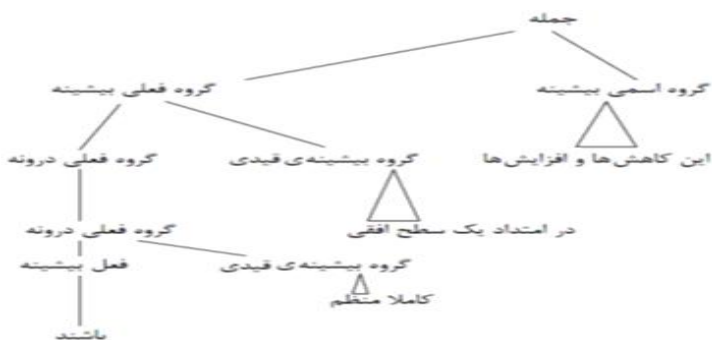 جمله
گروه اسمی بیشینه گروه فعلی بیشینه
این کاهش‌ها و افزایش‌ها گروه بیشینه‌ی قیدی گروه فعلی درونه
در امتداد یک سطح افقی
گروه فعلی درونه
گروه بیشینه‌ی قیدی فعل بیشینه
کاملا منظم
باشند